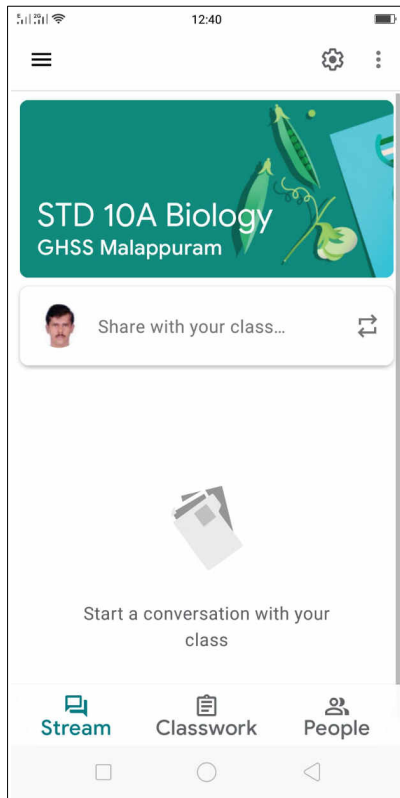 12:40
STD 10A Biology
GHSS Malappuram
Share with your class...
Start a conversation with your
class
Stream Classwork People